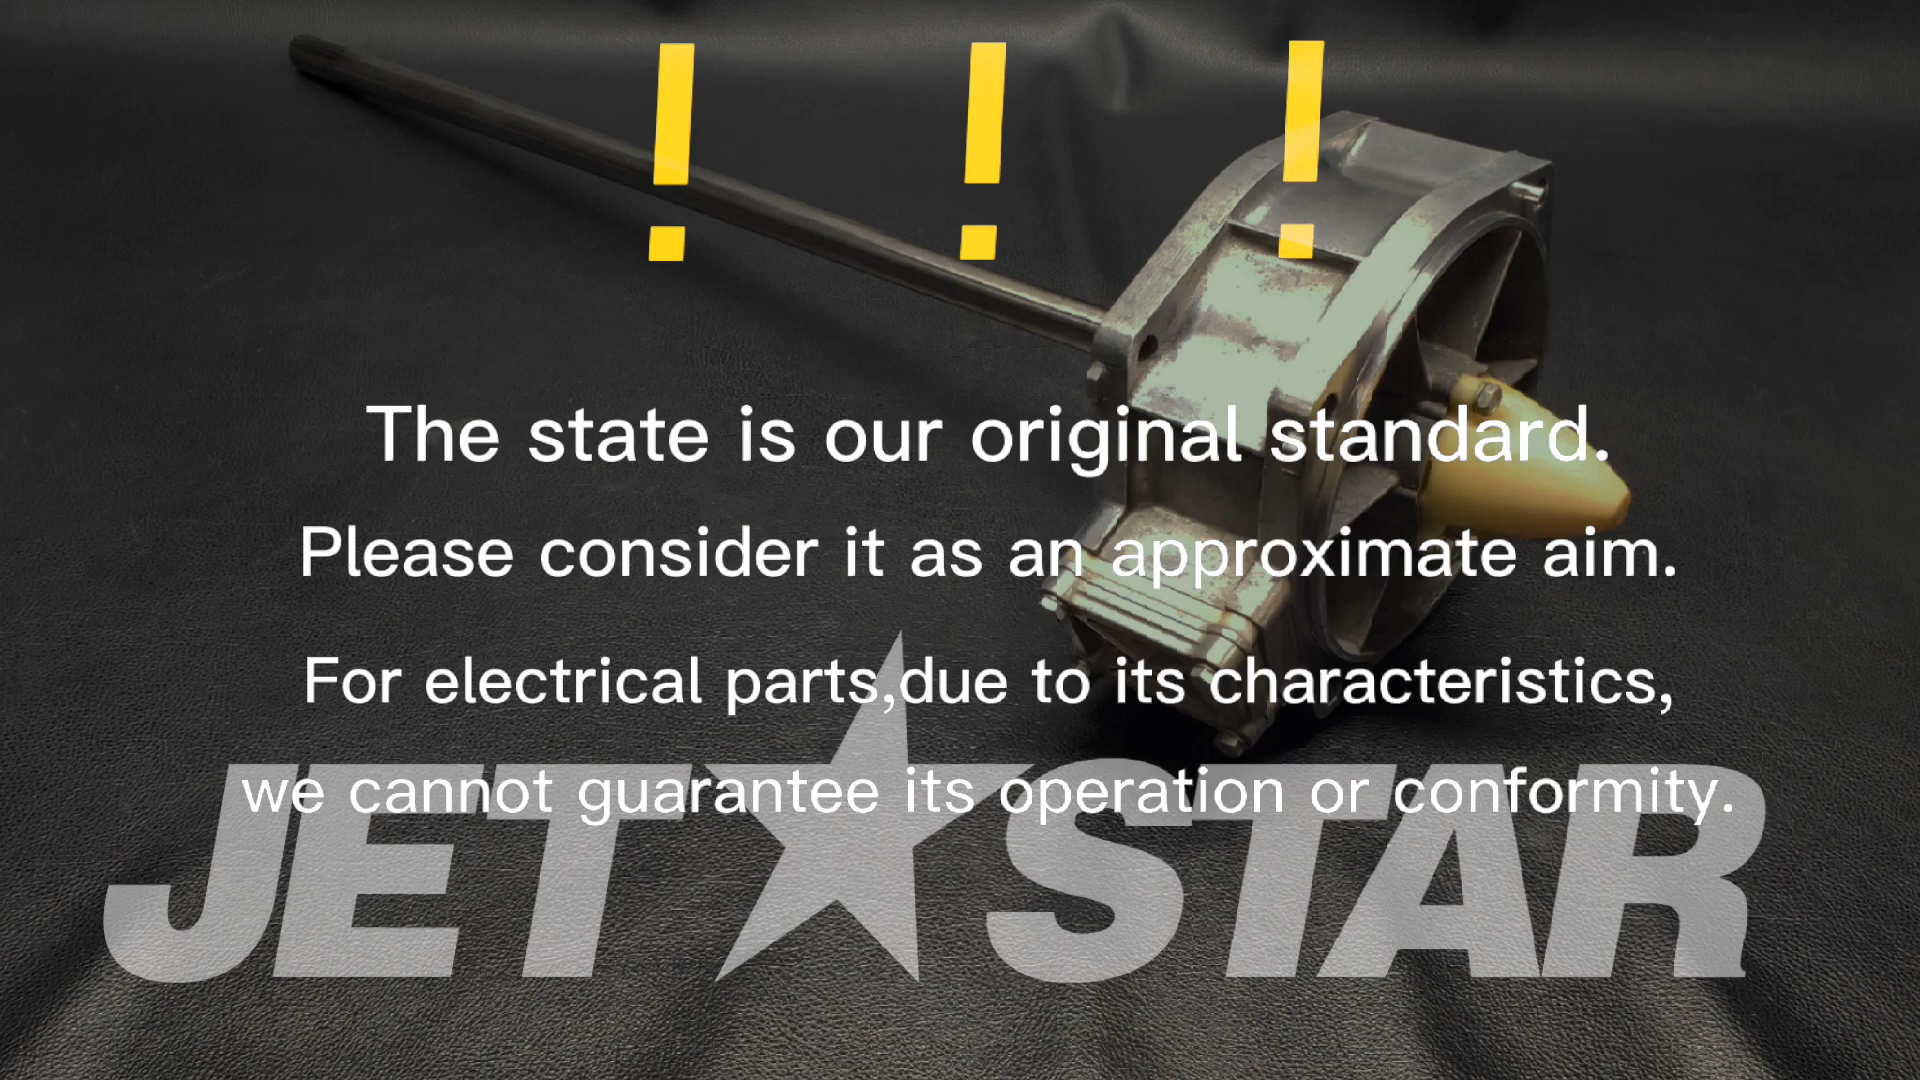 ! ! !
The state is our original standard.
Please consider it as an approximate aim.
For electrical parts,due to its characteristics,
we cannot guarantee its operation or conformity.
JET★STAR